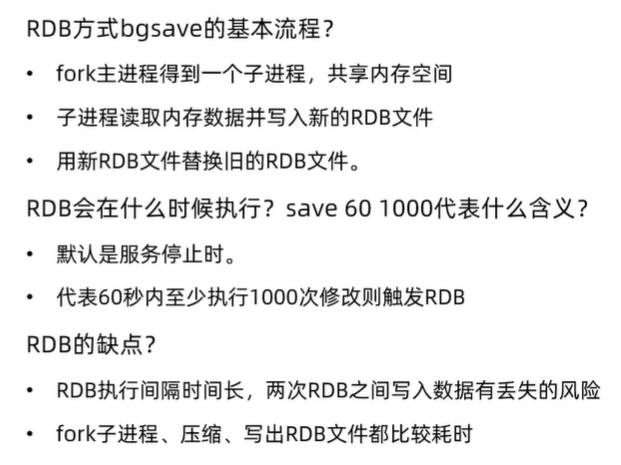 RDB方式bgsave的基本流程？
• fork主进程得到一个子进程，共享内存空间
• 子进程读取内存数据并写入新的RDB文件
• 用新RDB文件替换旧的RDB文件。
RDB会在什么时候执行？save 60 1000代表什么含义？
• 默认是服务停止时。
• 代表60秒内至少执行1000次修改则触发RDB
RDB的缺点？
• RDB执行间隔时间长，两次RDB之间写入数据有丢失的风险
• fork子进程、压缩、写出RDB文件都比较耗时